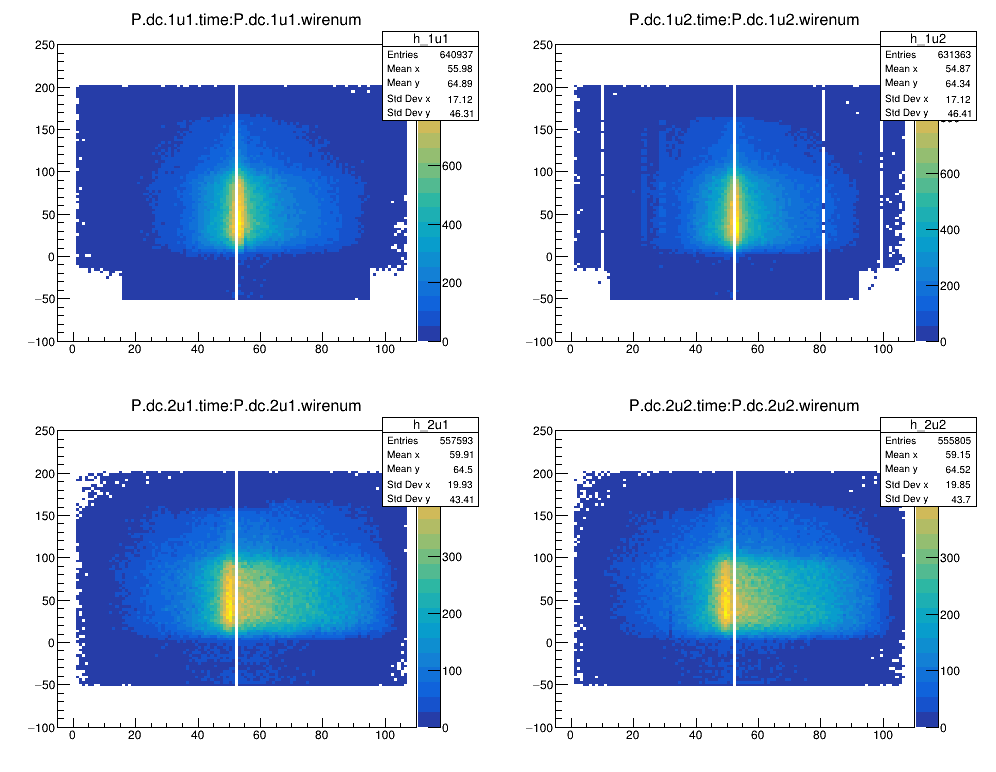 P.dc.1u1.time:P.dc.1u1.wirenum
h_1u1
Entries 640937
Mean x 55.98
Mean y 64.89
Std Dev x 17.12
Std Dev y 46.31
250
200
150
100
50
0
−50
−100
0 20 40 60 80 100
600
400
200
0
P.dc.1u2.time:P.dc.1u2.wirenum
h_1u2
Entries 631363
Mean x 54.87
Mean y 64.34
Std Dev x 17.12
Std Dev y 46.41
250
200
150
100
50
0
−50
−100
0 20 40 60 80 100
600
400
200
0
P.dc.2u1.time:P.dc.2u1.wirenum
h_2u1
Entries 557593
Mean x 59.91
Mean y 64.5
Std Dev x 19.93
Std Dev y 43.41
250
200
150
100
50
0
−50
−100
0 20 40 60 80 100
300
200
100
0
P.dc.2u2.time:P.dc.2u2.wirenum
h_2u2
Entries 555805
Mean x 59.15
Mean y 64.52
Std Dev x 19.85
Std Dev y 43.7
250
200
150
100
50
0
−50
−100
0 20 40 60 80 100
300
200
100
0